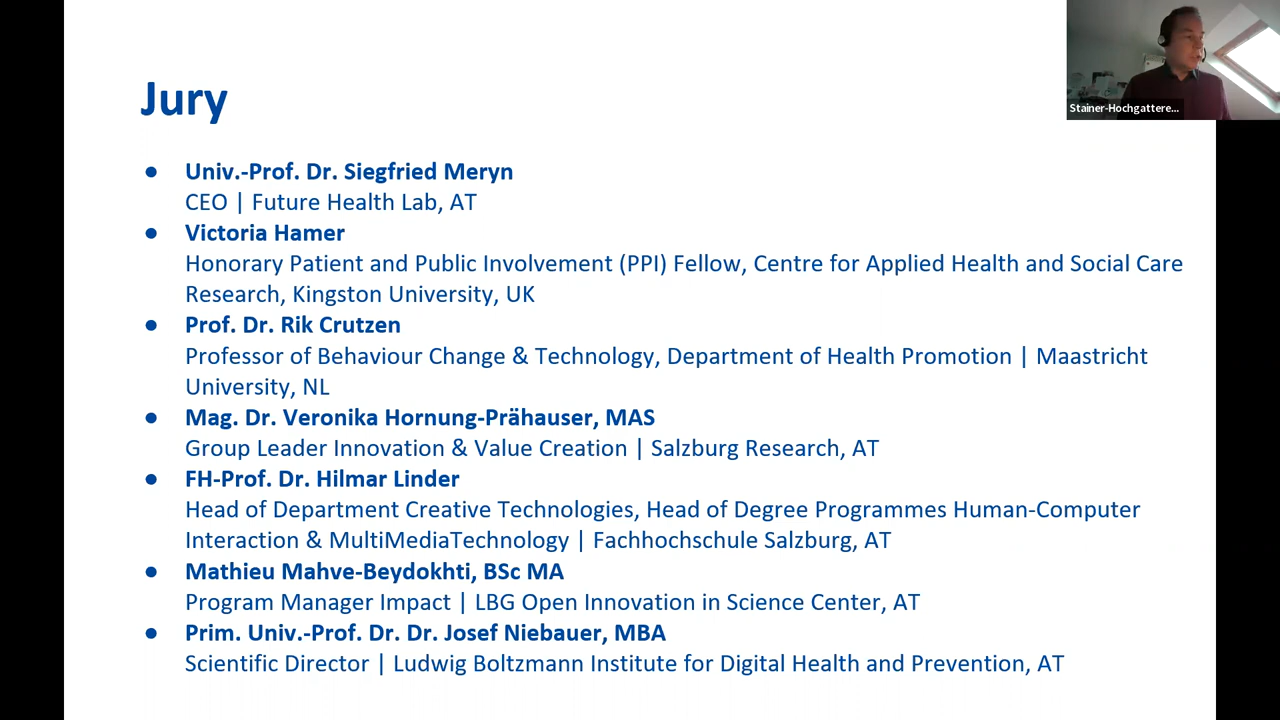 Jury
Stainer-Hochgattere...
● Univ.-Prof. Dr. Siegfried Meryn
CEO | Future Health Lab, AT
● Victoria Hamer
Honorary Patient and Public Involvement (PPI) Fellow, Centre for Applied Health and Social Care
Research, Kingston University, UK
● Prof. Dr. Rik Crutzen
Professor of Behaviour Change & Technology, Department of Health Promotion | Maastricht
University, NL
● Mag. Dr. Veronika Hornung-Prähauser, MAS
Group Leader Innovation & Value Creation | Salzburg Research, AT
● FH-Prof. Dr. Hilmar Linder
Head of Department Creative Technologies, Head of Degree Programmes Human-Computer
Interaction & MultiMediaTechnology | Fachhochschule Salzburg, AT
● Mathieu Mahve-Beydokhti, BSc MA
Program Manager Impact | LBG Open Innovation in Science Center, AT
● Prim. Univ.-Prof. Dr. Dr. Josef Niebauer, MBA
Scientific Director | Ludwig Boltzmann Institute for Digital Health and Prevention, AT